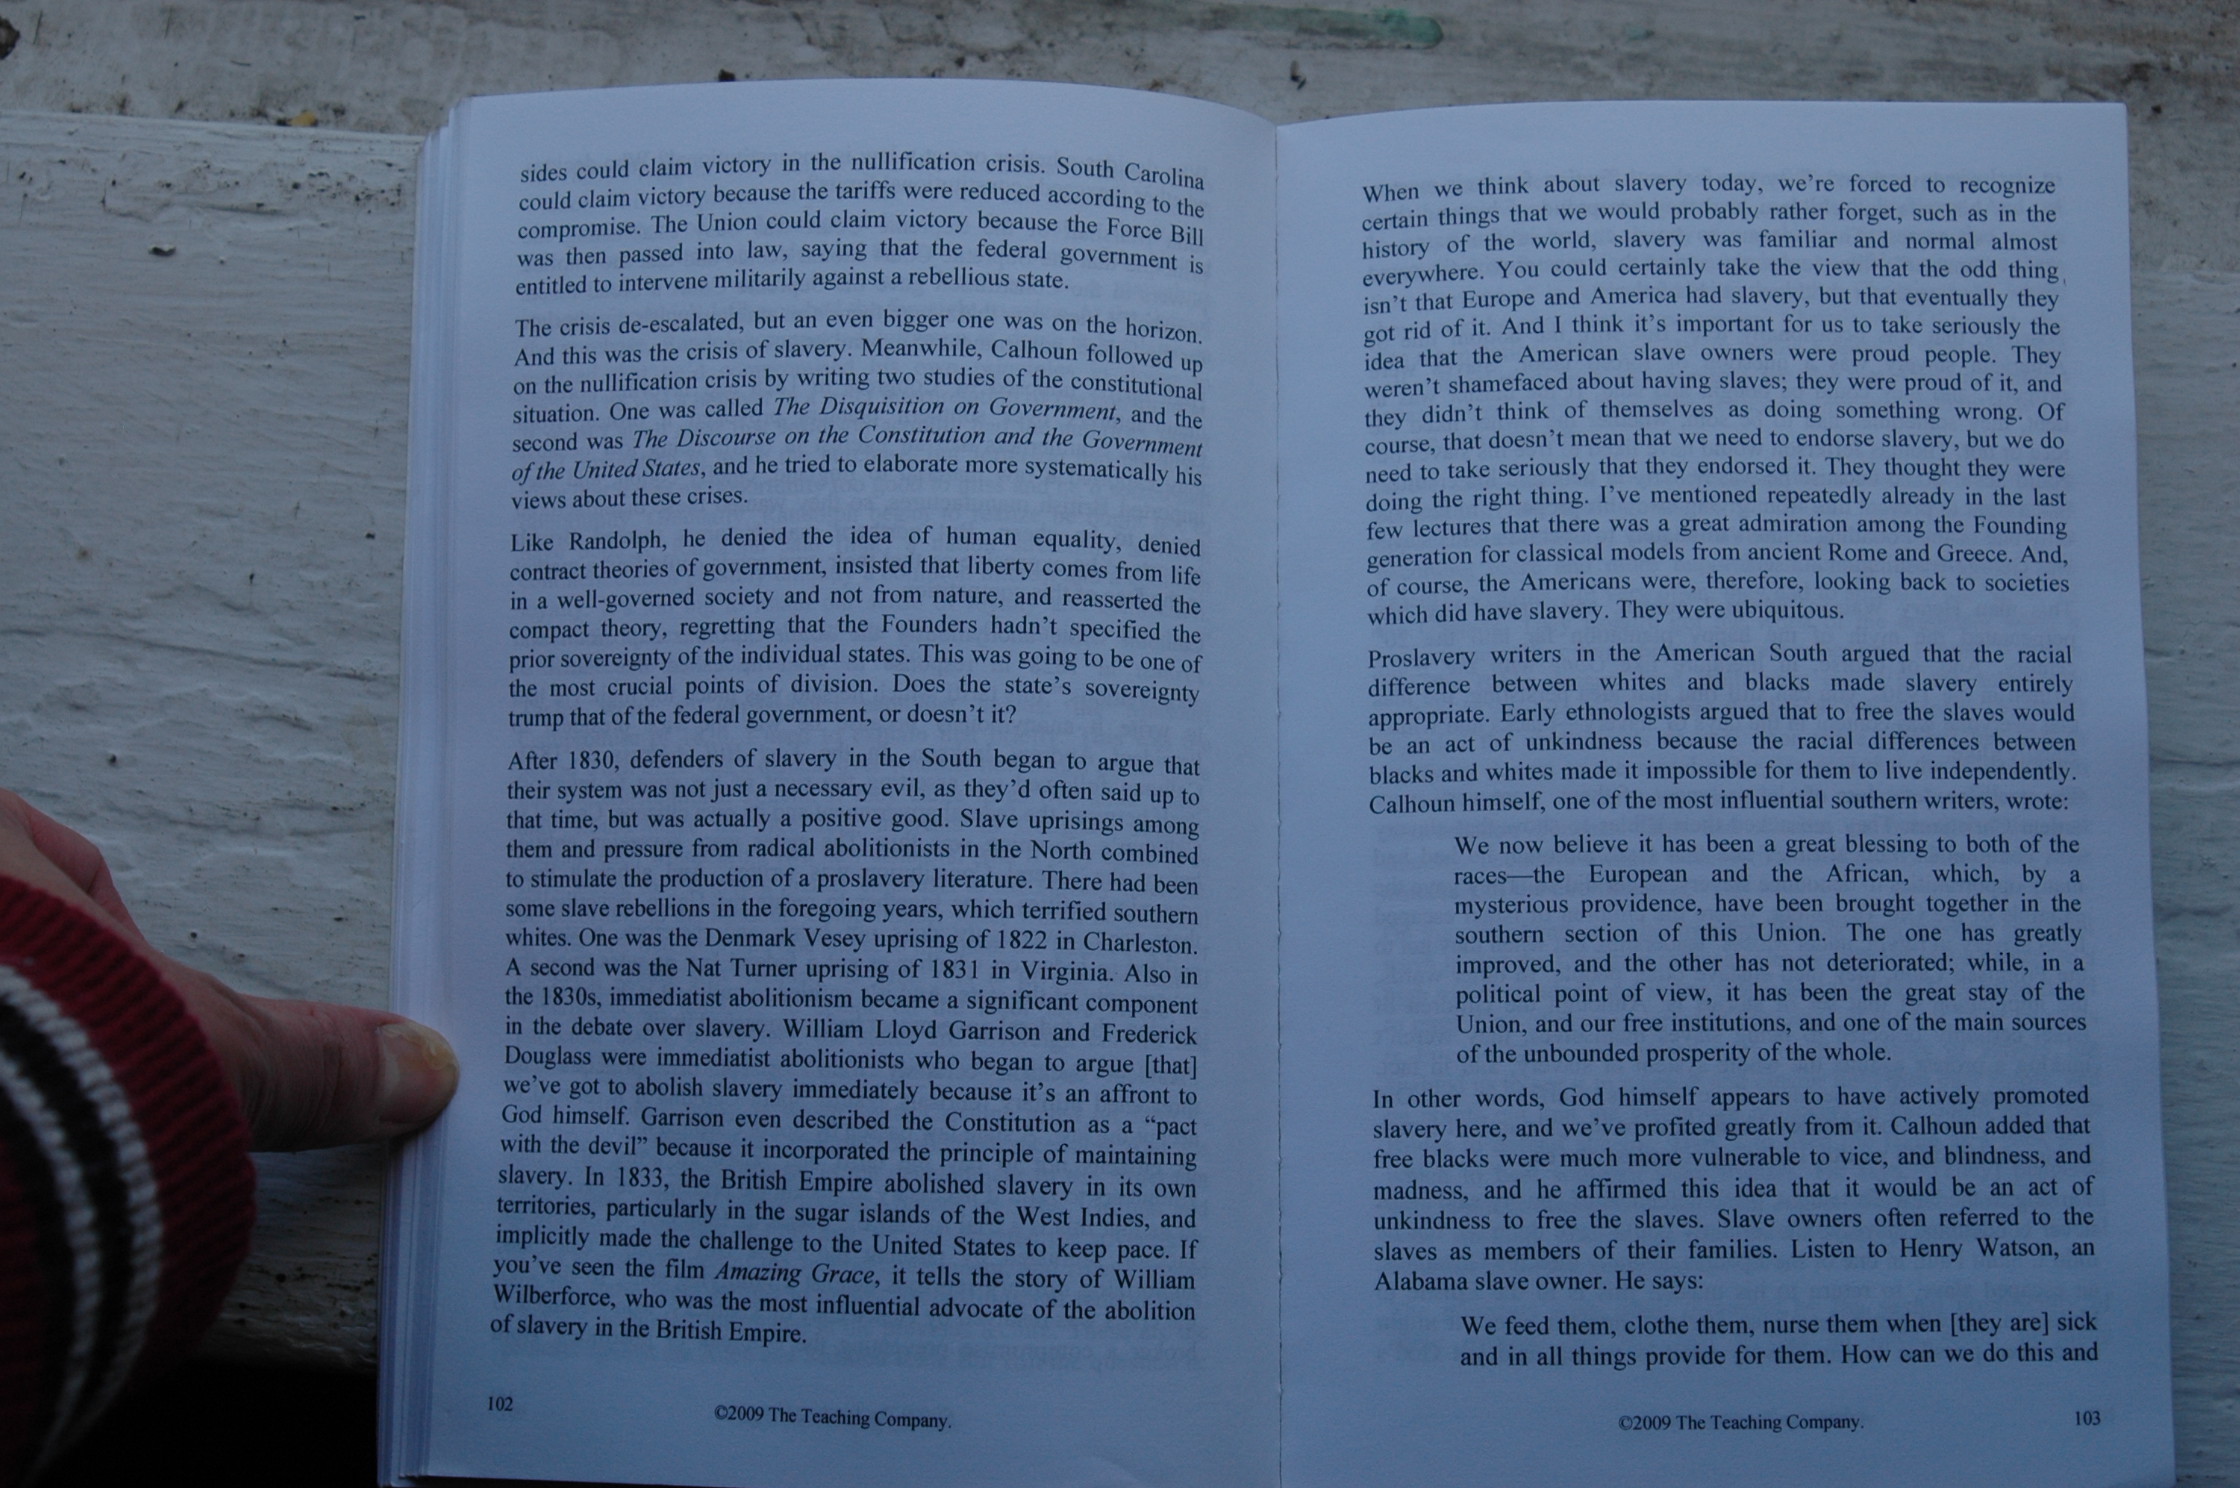 sides could claim victory in the nullification crisis. South Carolina
could claim victory because the tariffs were reduced according to the
compromise. The Union could claim victory because the Force Bill
was then passed into law, saying that the federal government is
entitled to intervene militarily against a rebellious state.
The crisis de-escalated, but an even bigger one was on the horizon.
And this was the crisis of slavery. Meanwhile, Calhoun followed up
on the nullification crisis by writing two studies of the constitutional
situation. One was called The Disquisition on Government, and the
second was The Discourse on the Constitution and the Government
of the United States, and he tried to elaborate more systematically his
views about these crises.
Like Randolph, he denied the idea of human equality, denied
contract theories of government, insisted that liberty comes from life
in a well-governed society and not from nature, and reasserted the
compact theory, regretting that the Founders hadn't specified the
prior sovereignty of the individual states. This was going to be one of
the most crucial points of division. Does the state's sovereignty
trump that of the federal government, or doesn't it?
After 1830, defenders of slavery in the South began to argue that
their system was not just a necessary evil, as they'd often said up to
that time, but was actually a positive good. Slave uprisings among
them and pressure from radical abolitionists in the North combined
to stimulate the production of a proslavery literature. There had been
some slave rebellions in the foregoing years, which terrified southern
whites. One was the Denmark Vesey uprising of 1822 in Charleston.
A second was the Nat Turner uprising of 1831 in Virginia. Also in
the 1830s, immediatist abolitionism became a significant component
in the debate over slavery. William Lloyd Garrison and Frederick
Douglass were immediatist abolitionists who began to argue [that]
we've got to abolish slavery immediately because it's an affront to
God himself. Garrison even described the Constitution as a “pact
with the devil” because it incorporated the principle of maintaining
slavery. In 1833, the British Empire abolished slavery in its own
territories, particularly in the sugar islands of the West Indies, and
implicitly made the challenge to the United States to keep pace. If
you've seen the film Amazing Grace, it tells the story of William
Wilberforce, who was the most influential advocate of the abolition
of slavery in the British Empire.
102
©2009 The Teaching Company.
When we think about slavery today, we're forced to recognize
certain things that we would probably rather forget, such as in the
history of the world, slavery was familiar and normal almost
everywhere. You could certainly take the view that the odd thing
isn't that Europe and America had slavery, but that eventually they
got rid of it. And I think it's important for us to take seriously the
idea that the American slave owners were proud people. They
weren't shamefaced about having slaves; they were proud of it, and
they didn't think of themselves as doing something wrong. Of
course, that doesn't mean that we need to endorse slavery, but we do
need to take seriously that they endorsed it. They thought they were
doing the right thing. I've mentioned repeatedly already in the last
few lectures that there was a great admiration among the Founding
generation for classical models from ancient Rome and Greece. And,
of course, the Americans were, therefore, looking back to societies
which did have slavery. They were ubiquitous.
Proslavery writers in the American South argued that the racial
difference between whites and blacks made slavery entirely
appropriate. Early ethnologists argued that to free the slaves would
be an act of unkindness because the racial differences between
blacks and whites made it impossible for them to live independently.
Calhoun himself, one of the most influential southern writers, wrote:
We now believe it has been a great blessing to both of the
races—the European and the African, which, by a
mysterious providence, have been brought together in the
southern section of this Union. The one has greatly
improved, and the other has not deteriorated; while, in a
political point of view, it has been the great stay of the
Union, and our free institutions, and one of the main sources
of the unbounded prosperity of the whole.
In other words, God himself appears to have actively promoted
slavery here, and we've profited greatly from it. Calhoun added that
free blacks were much more vulnerable to vice, and blindness, and
madness, and he affirmed this idea that it would be an act of
unkindness to free the slaves. Slave owners often referred to the
slaves as members of their families. Listen to Henry Watson, an
Alabama slave owner. He says:
We feed them, clothe them, nurse them when [they are] sick
and in all things provide for them. How can we do this and
©2009 The Teaching Company.
103